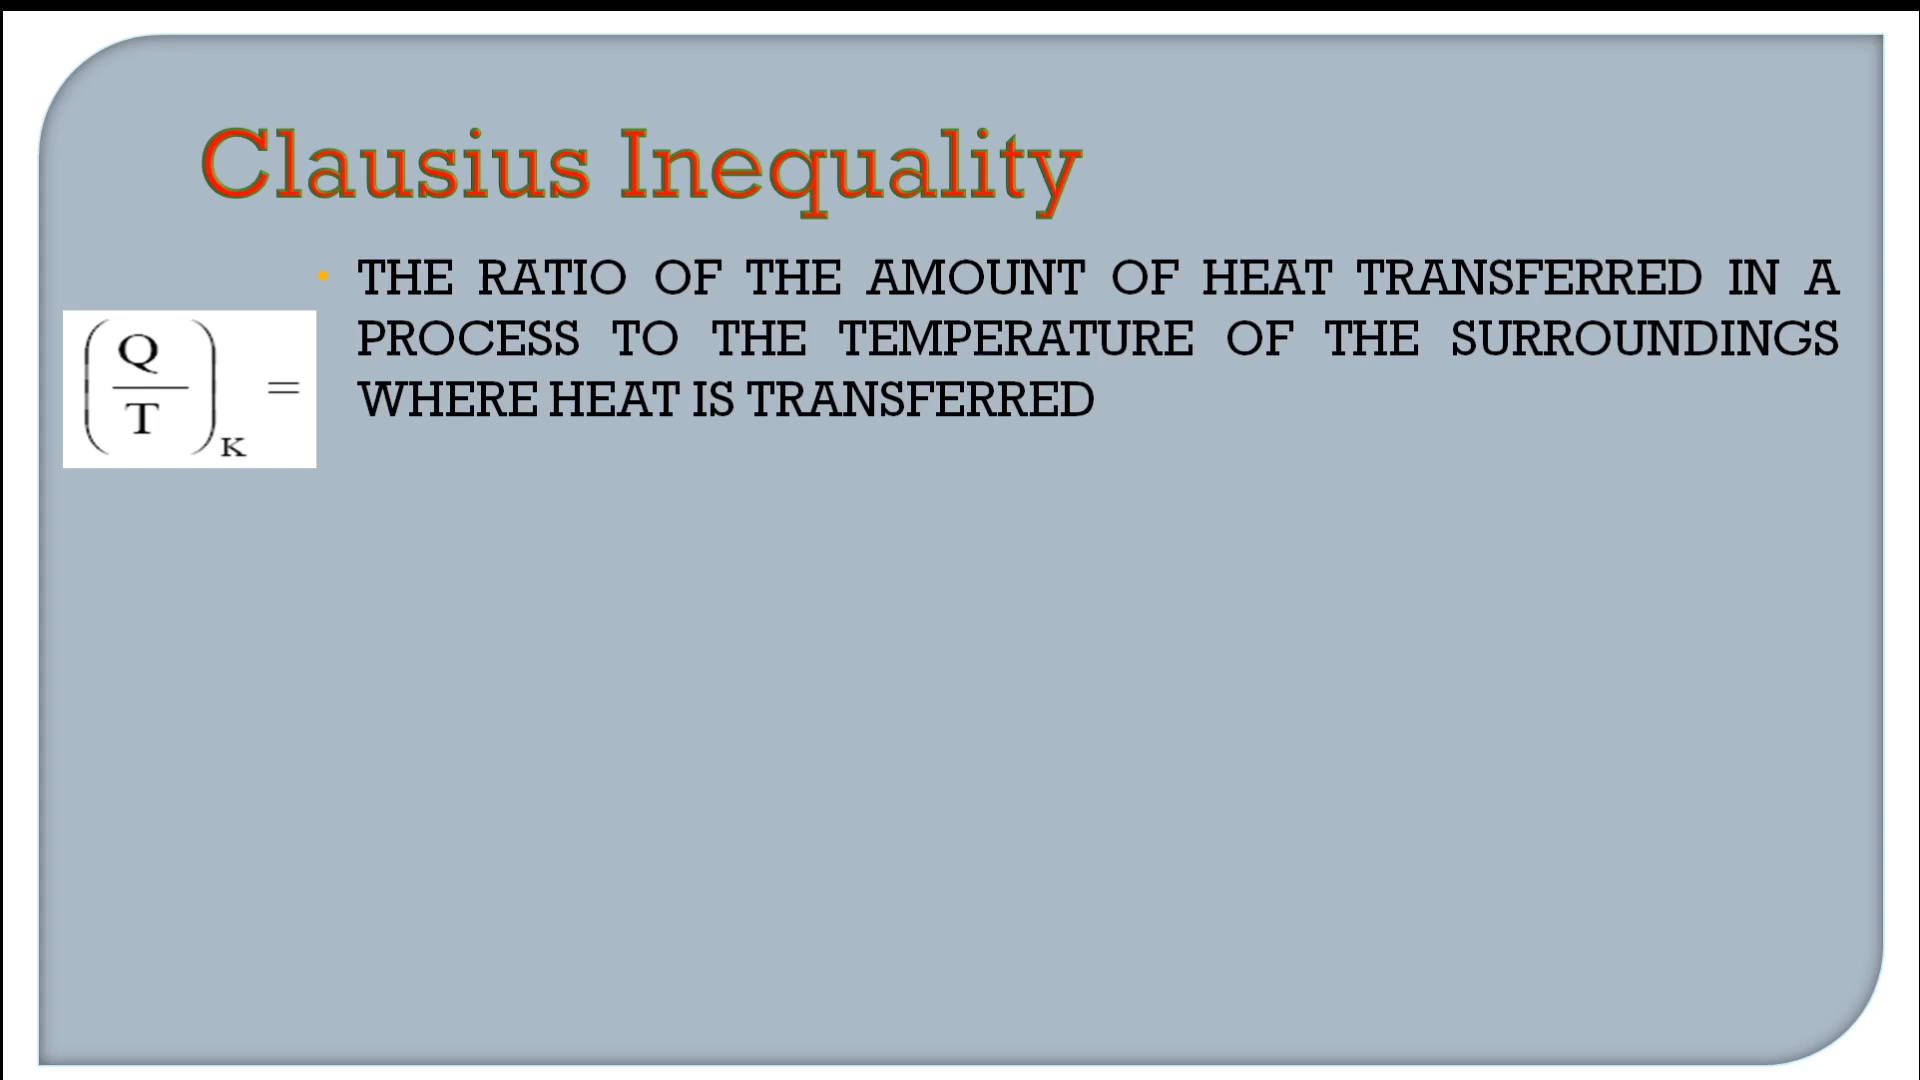 Clausius Inequality
• THE RATIO OF THE AMOUNT OF HEAT TRANSFERRED IN A
PROCESS TO THE TEMPERATURE OF THE SURROUNDINGS
WHERE HEAT IS TRANSFERRED
(Q/T)_K =